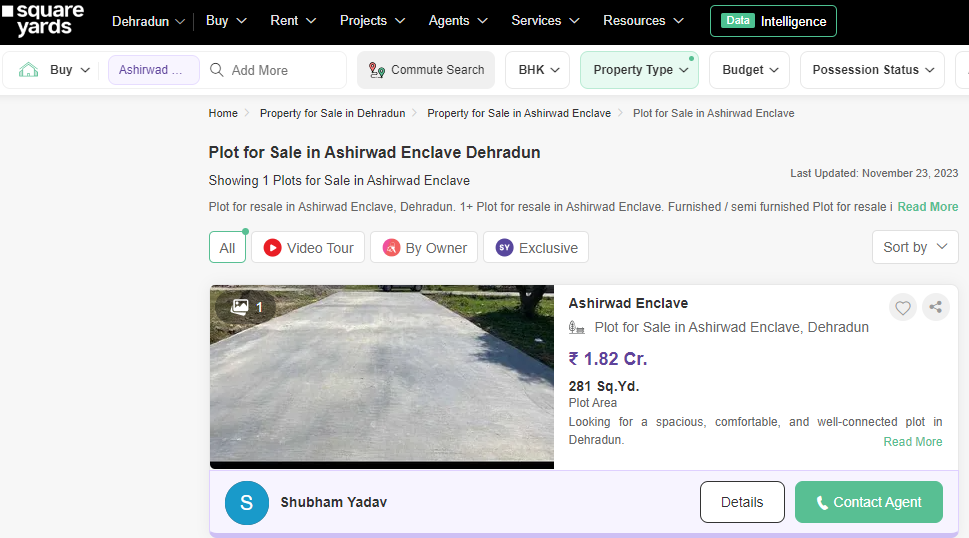 square
yards
Dehradun Buy Rent Projects Agents Services Resources Data Intelligence
Buy Ashirwad ... Add More Commute Search BHK Property Type Budget Possession Status
Home Property for Sale in Dehradun Property for Sale in Ashirwad Enclave Plot for Sale in Ashirwad Enclave
Plot for Sale in Ashirwad Enclave Dehradun
Last Updated: November 23, 2023
Showing 1 Plots for Sale in Ashirwad Enclave
Plot for resale in Ashirwad Enclave, Dehradun. 1+ Plot for resale in Ashirwad Enclave. Furnished / semi furnished Plot for resale i Read More
All Video Tour By Owner SY Exclusive Sort by
1
Ashirwad Enclave
Plot for Sale in Ashirwad Enclave, Dehradun
₹ 1.82 Cr.
281 Sq.Yd.
Plot Area
Looking for a spacious, comfortable, and well-connected plot in
Dehradun. Read More
S Shubham Yadav Details Contact Agent